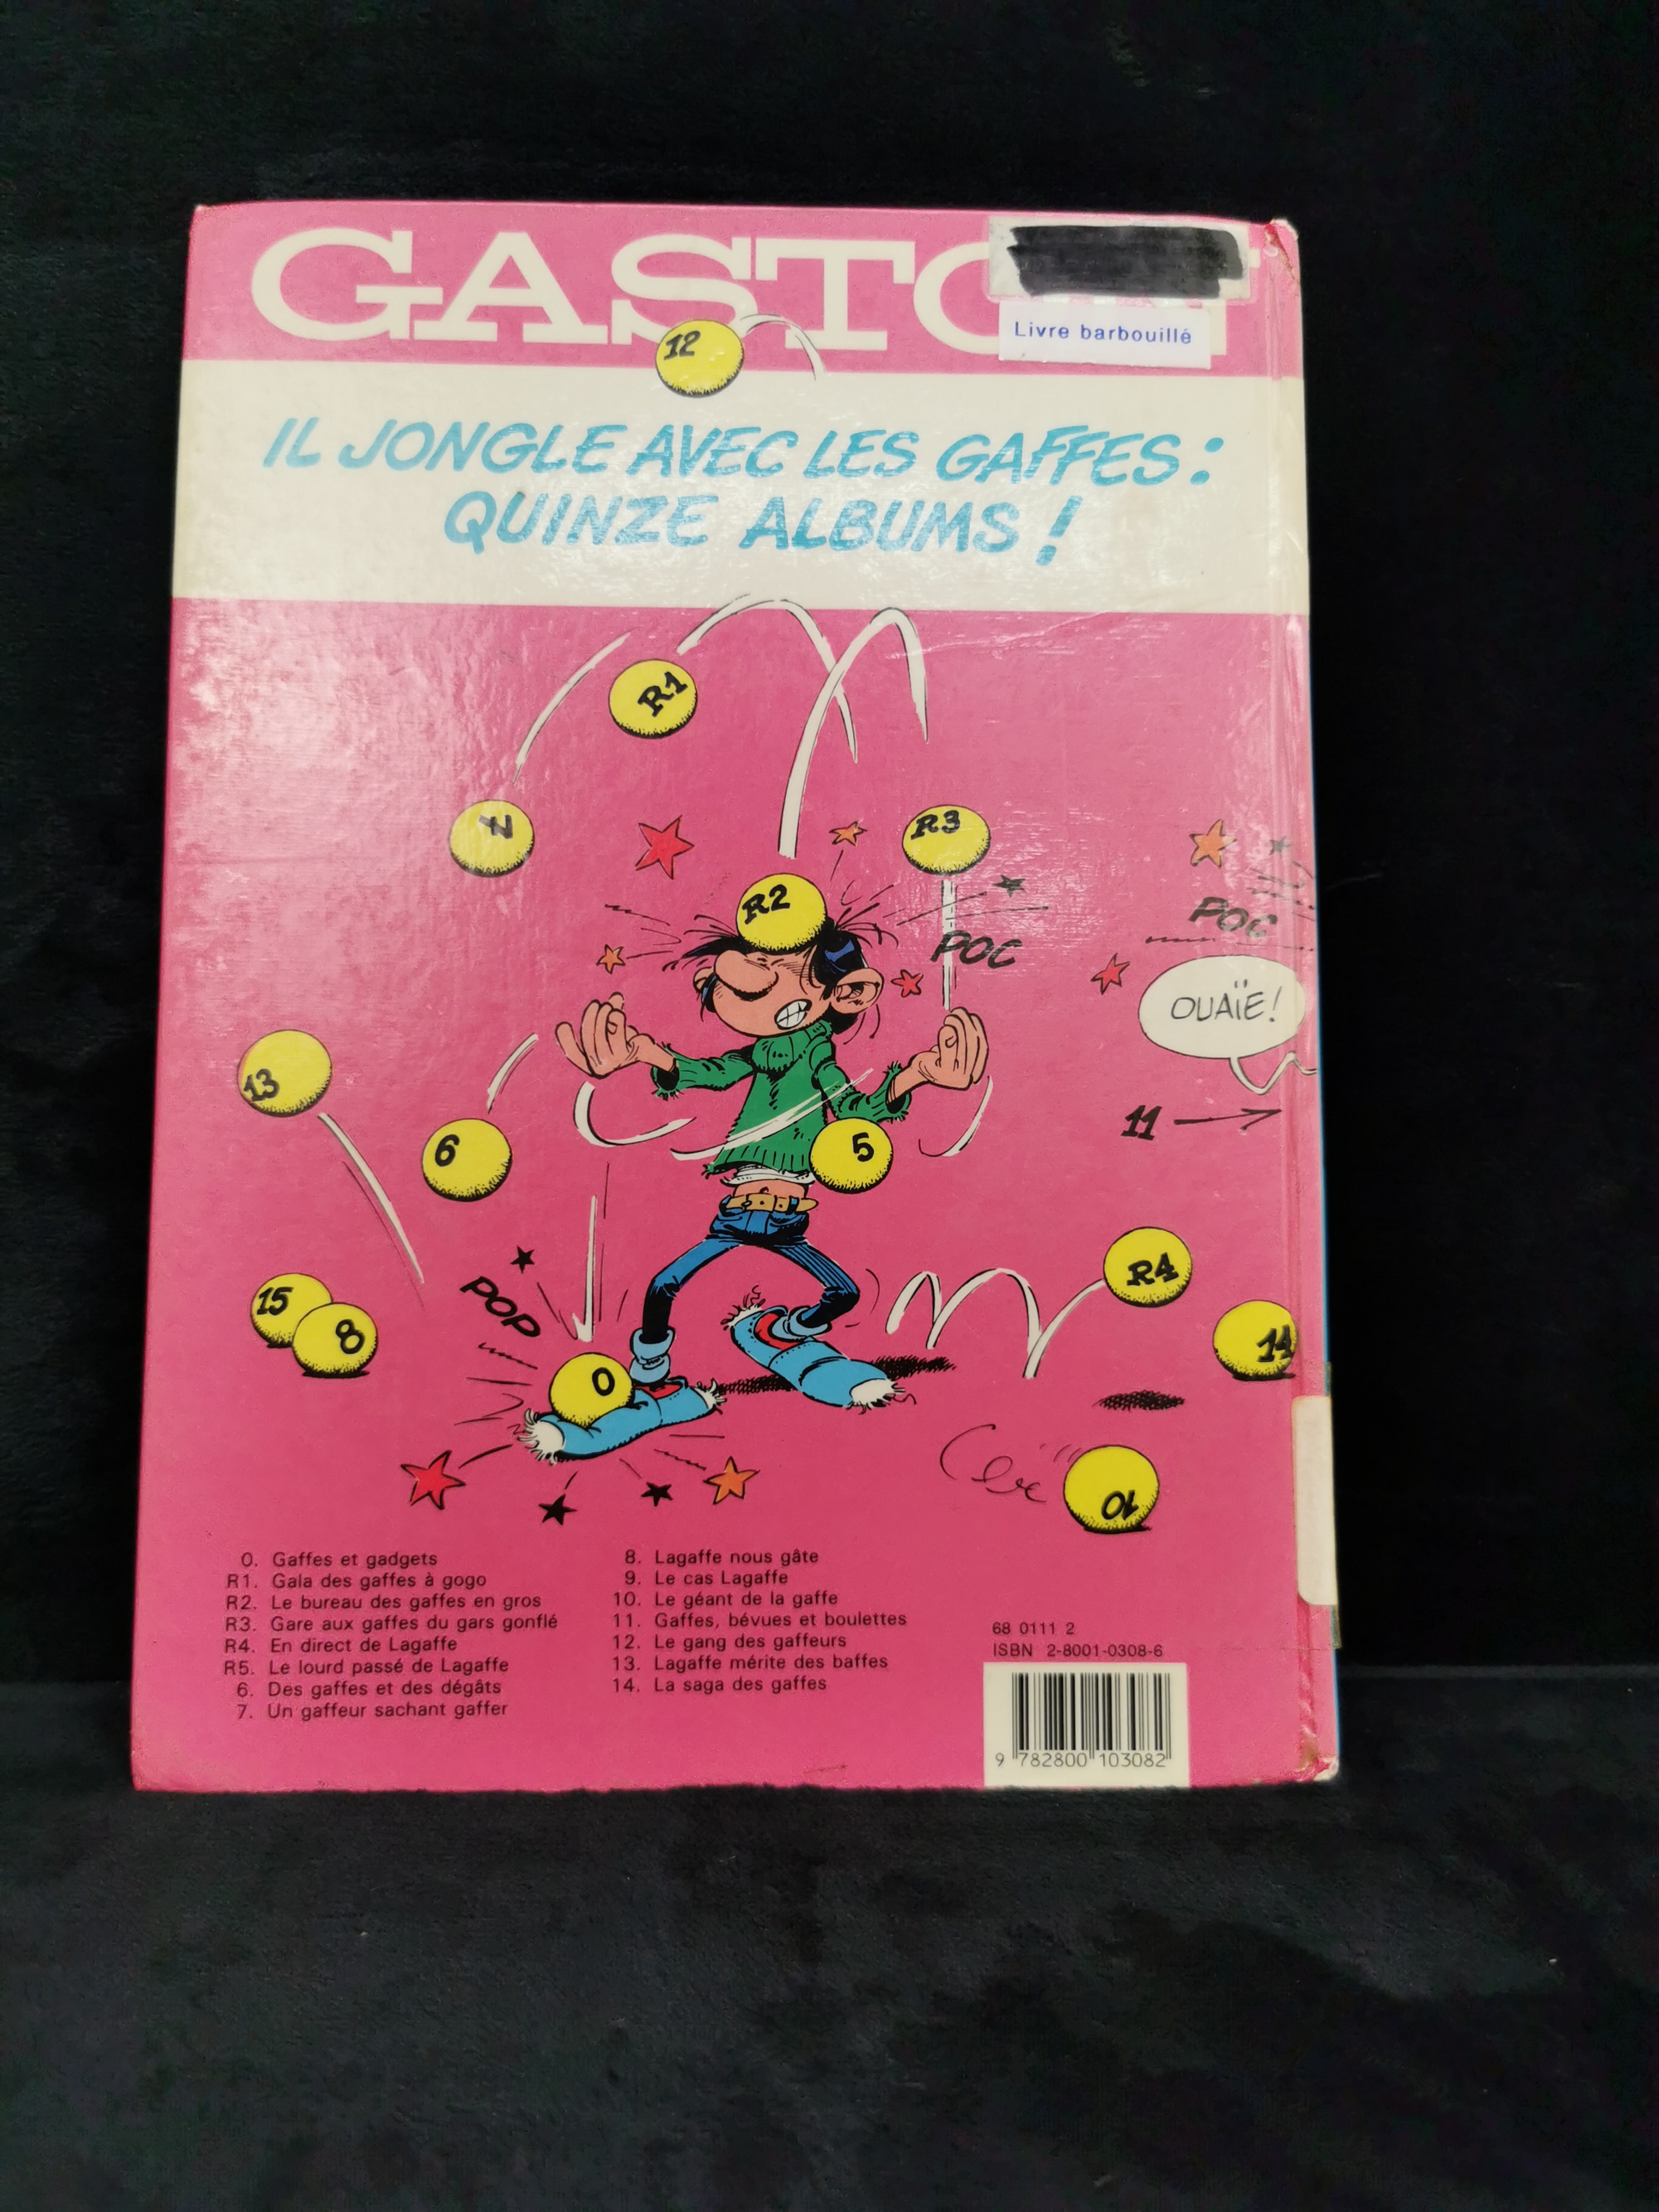 GASTON
Livre barbouillé
12
IL JONGLE AVEC LES GAFFES :
QUINZE ALBUMS !
R1
7
R3
R2
POC
POC
OUAÏE !
13
11
6
5
R4
15
8
POP
14
0
10
0. Gaffes et gadgets
R1. Gala des gaffes à gogo
R2. Le bureau des gaffes en gros
R3. Gare aux gaffes du gars gonflé
R4. En direct de Lagaffe
R5. Le lourd passé de Lagaffe
6. Des gaffes et des dégâts
7. Un gaffeur sachant gaffer
8. Lagaffe nous gâte
9. Le cas Lagaffe
10. Le géant de la gaffe
11. Gaffes, bévues et boulettes
12. Le gang des gaffeurs
13. Lagaffe mérite des baffes
14. La saga des gaffes
68 0111 2
ISBN 2-8001-0308-6
9 782800 103082